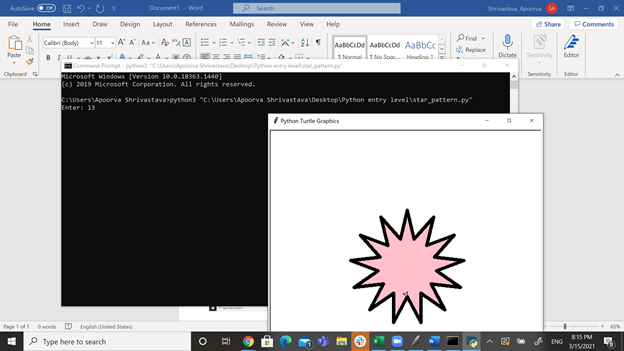 AutoSave Off Document1 - Word Search Shrivastava, Apoorva SA
File Home Insert Draw Design Layout References Mailings Review View Help Share Comments
Calibri (Body) 11 AaBbCcDd AaBbCcDd AaBbCc Find Replace
Paste ¶ Normal No Spac... Heading 1 Dictate Sensitivity Editor
Clipboard Editor
Command Prompt - python3 "C:\Users\Apoorva Shrivastava\Desktop\Python entry level\star_pattern.py"
Microsoft Windows [Version 10.0.18363.1440]
(c) 2019 Microsoft Corporation. All rights reserved.
C:\Users\Apoorva Shrivastava>python3 "C:\Users\Apoorva Shrivastava\Desktop\Python entry level\star_pattern.py"
Enter: 13
Python Turtle Graphics
Page 1 of 1 0 words English (United States) 65%
Type here to search
ENG 8:15 PM
3/15/2021